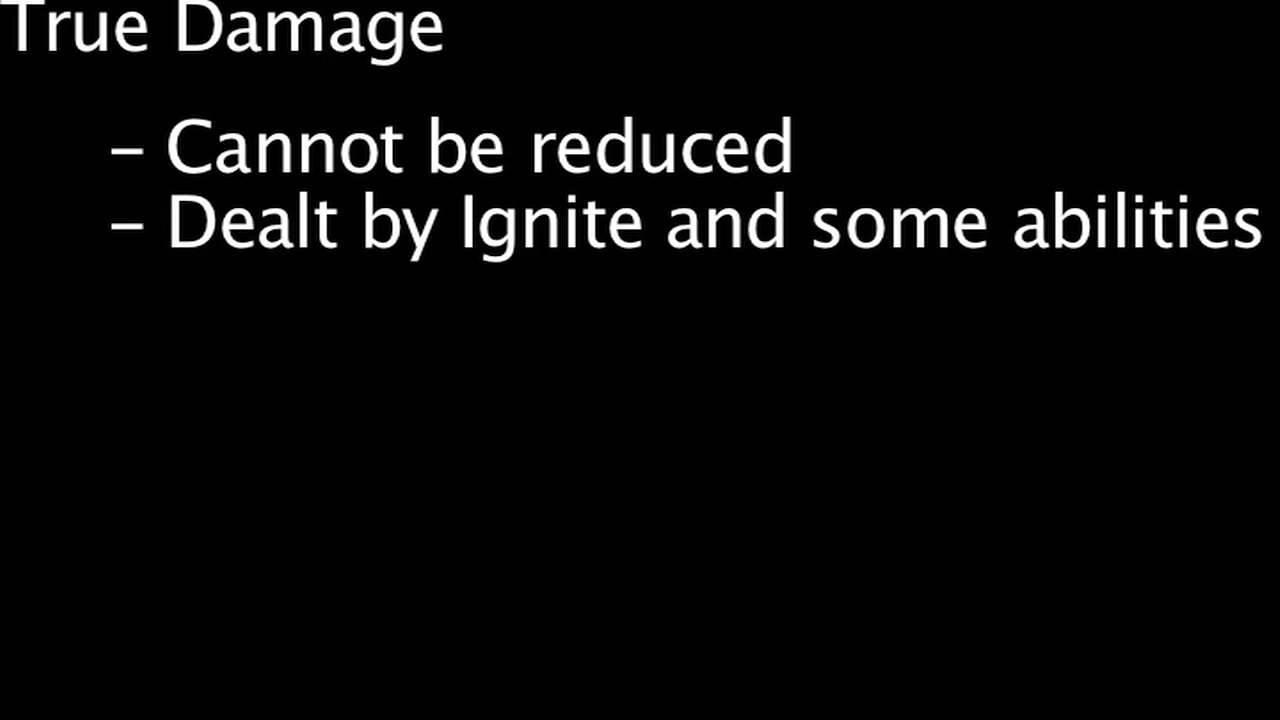 True Damage
– Cannot be reduced
– Dealt by Ignite and some abilities